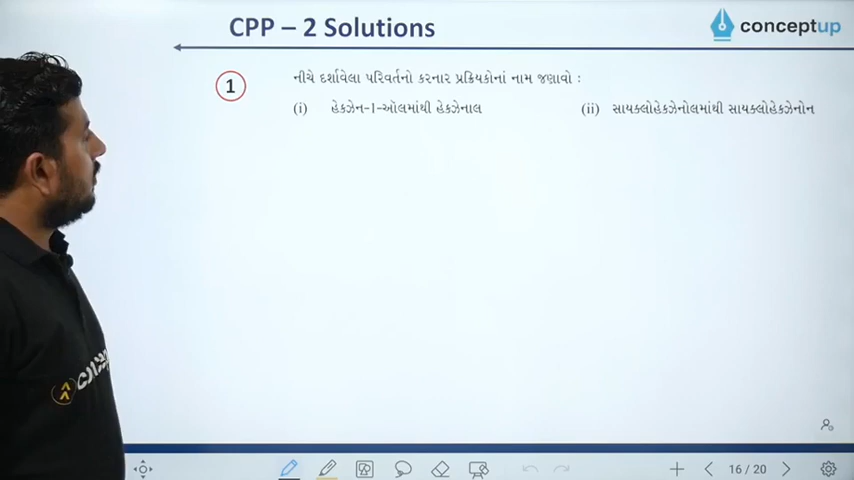 CPP – 2 Solutions
conceptup
1
નીચે દર્શાવેલા પરિવર્તનો કરનાર પ્રક્રિયકોનાં નામ જણાવો :
(i) હેક્ઝેન-1-ઑલમાંથી હેક્ઝેનાલ (ii) સાયક્લોહેક્ઝેનોલમાંથી સાયક્લોહેક્ઝેનોન
16 / 20